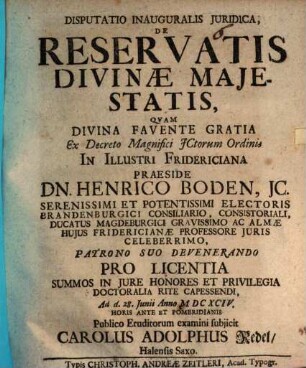 DISPUTATIO INAUGURALIS JURIDICA,
DE
RESERVATIS
DIVINÆ MAJE-
STATIS,
QVAM
DIVINA FAVENTE GRATIA
Ex Decreto Magnifici JCtorum Ordinis
IN ILLUSTRI FRIDERICIANA
PRAESIDE
DN. HENRICO BODEN, JC.
SERENISSIMI ET POTENTISSIMI ELECTORIS
BRANDENBURGICI CONSILIARIO, CONSISTORIALI,
DUCATUS MAGDEBURGICI GRAVISSIMO AC ALMÆ
HUJUS FRIDERICIANÆ PROFESSORE JURIS
CELEBERRIMO,
PATRONO SUO DEVENERANDO
PRO LICENTIA
SUMMOS IN JURE HONORES ET PRIVILEGIA
DOCTORALIA RITE CAPESSENDI,
Ad d. 28. Junii Anno MDCXCIV.
HORIS ANTE ET POMERIDIANIS
Publico Eruditorum examini subjicit
CAROLUS ADOLPHUS Redel/
Halensis Saxo.
Typis CHRISTOPH. ANDREÆ ZEITLERI, Acad. Typogr.